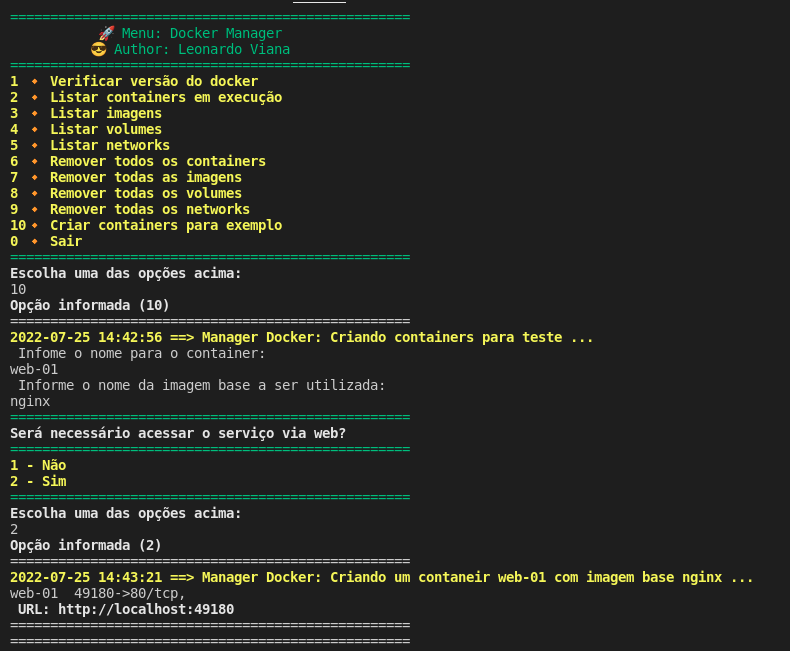 ==================================================
🚀 Menu: Docker Manager
😎 Author: Leonardo Viana
==================================================
1 🔸 Verificar versão do docker
2 🔸 Listar containers em execução
3 🔸 Listar imagens
4 🔸 Listar volumes
5 🔸 Listar networks
6 🔸 Remover todos os containers
7 🔸 Remover todas as imagens
8 🔸 Remover todas os volumes
9 🔸 Remover todas os networks
10🔸 Criar containers para exemplo
0 🔸 Sair
==================================================
Escolha uma das opções acima:
10
Opção informada (10)
==================================================
2022-07-25 14:42:56 ==> Manager Docker: Criando containers para teste ...
Infome o nome para o container:
web-01
Informe o nome da imagem base a ser utilizada:
nginx
==================================================
Será necessário acessar o serviço via web?
==================================================
1 - Não
2 - Sim
==================================================
Escolha uma das opções acima:
2
Opção informada (2)
==================================================
2022-07-25 14:43:21 ==> Manager Docker: Criando um contaneir web-01 com imagem base nginx ...
web-01  49180->80/tcp,
URL: http://localhost:49180
==================================================
==================================================